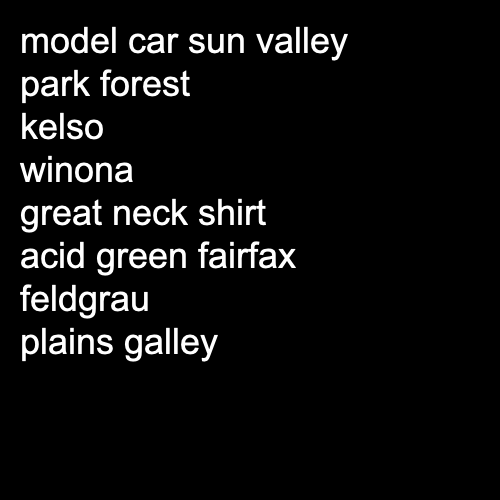 model car sun valley
park forest
kelso
winona
great neck shirt
acid green fairfax
feldgrau
plains galley